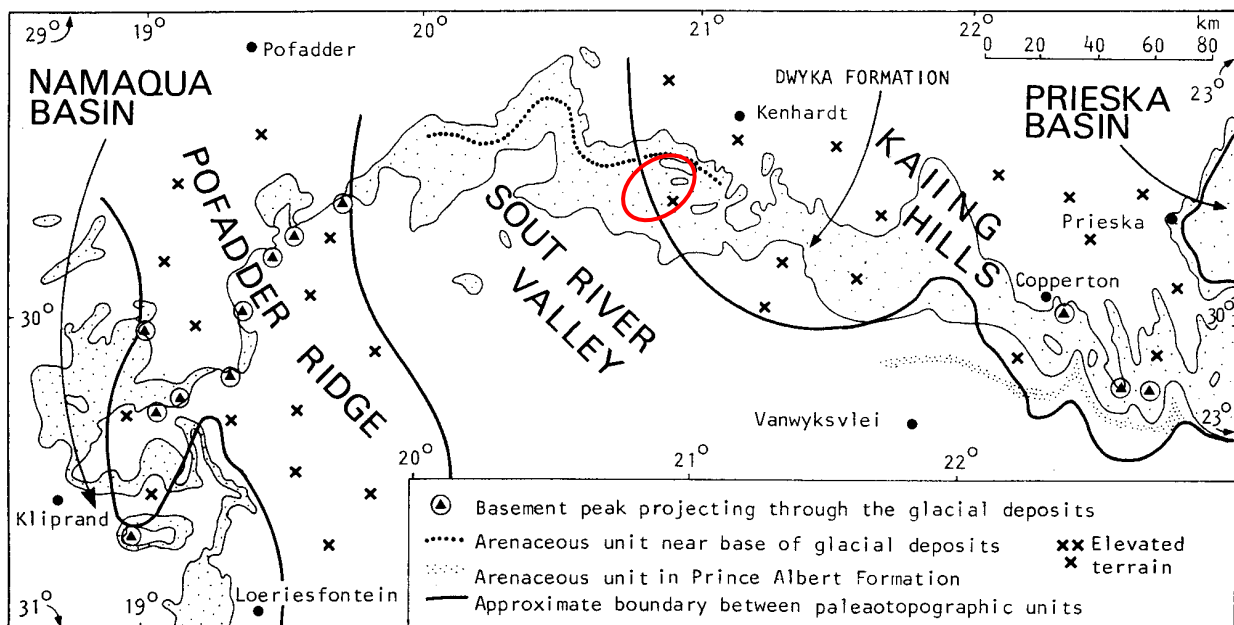 29° 19° 20° 21° 22° km
0 20 40 60 80
Pofadder
NAMAQUA
BASIN
DWYKA FORMATION
23°
PRIESKA
BASIN
Kenhardt
POFADDER
RIDGE
SOUT RIVER
VALLEY
KAIING
HILLS
Prieska
Copperton
30°
30°
Vanwyksvlei
23°
20° 21° 22°
Kliprand
Loeriesfontein
31° 19°
Basement peak projecting through the glacial deposits
Arenaceous unit near base of glacial deposits
Elevated
terrain
Arenaceous unit in Prince Albert Formation
Approximate boundary between paleaotopographic units